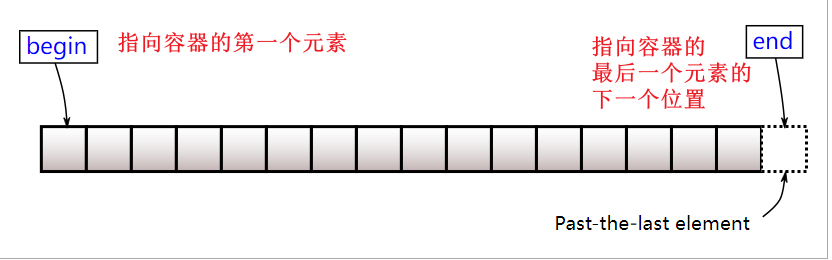 begin
指向容器的第一个元素
指向容器的
最后一个元素的
下一个位置
end
Past-the-last element